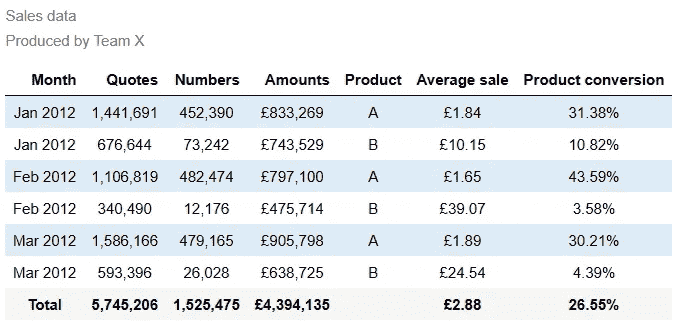 Sales data
Produced by Team X
Month Quotes Numbers Amounts Product Average sale Product conversion
Jan 2012 1,441,691 452,390 £833,269 A £1.84 31.38%
Jan 2012 676,644 73,242 £743,529 B £10.15 10.82%
Feb 2012 1,106,819 482,474 £797,100 A £1.65 43.59%
Feb 2012 340,490 12,176 £475,714 B £39.07 3.58%
Mar 2012 1,586,166 479,165 £905,798 A £1.89 30.21%
Mar 2012 593,396 26,028 £638,725 B £24.54 4.39%
Total 5,745,206 1,525,475 £4,394,135 £2.88 26.55%